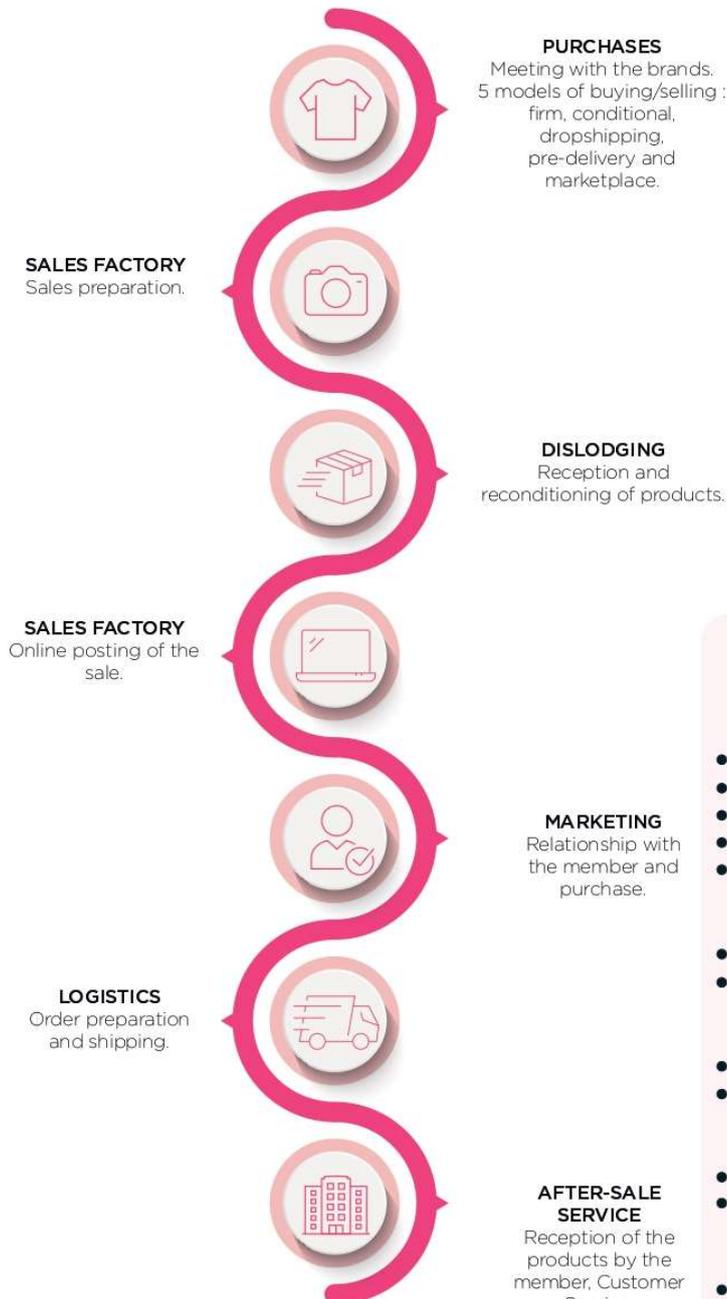 PURCHASES
Meeting with the brands.
5 models of buying/selling :
firm, conditional,
dropshipping,
pre-delivery and
marketplace.
SALES FACTORY
Sales preparation.
DISLODGING
Reception and
reconditioning of products.
SALES FACTORY
Online posting of the
sale.
MARKETING
Relationship with
the member and
purchase.
LOGISTICS
Order preparation
and shipping.
AFTER-SALE
SERVICE
Reception of the
products by the
member, Customer